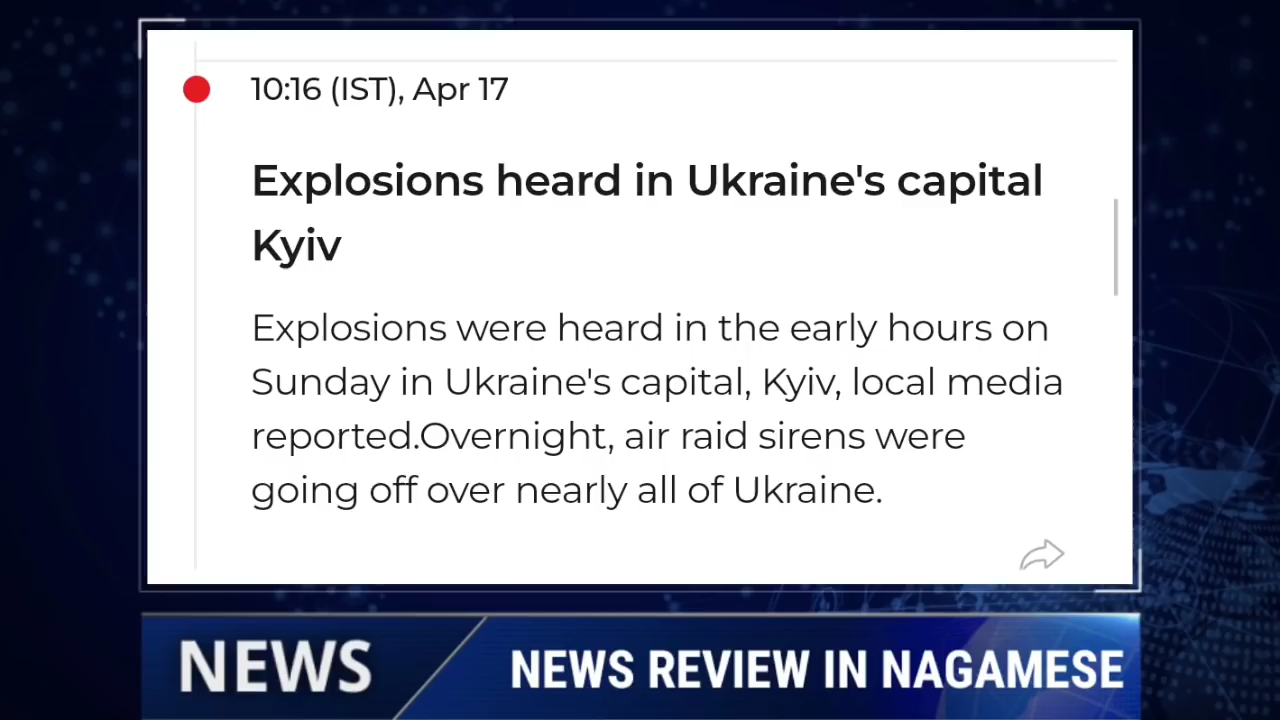 10:16 (IST), Apr 17
Explosions heard in Ukraine's capital
Kyiv
Explosions were heard in the early hours on
Sunday in Ukraine's capital, Kyiv, local media
reported.Overnight, air raid sirens were
going off over nearly all of Ukraine.
NEWS
NEWS REVIEW IN NAGAMESE